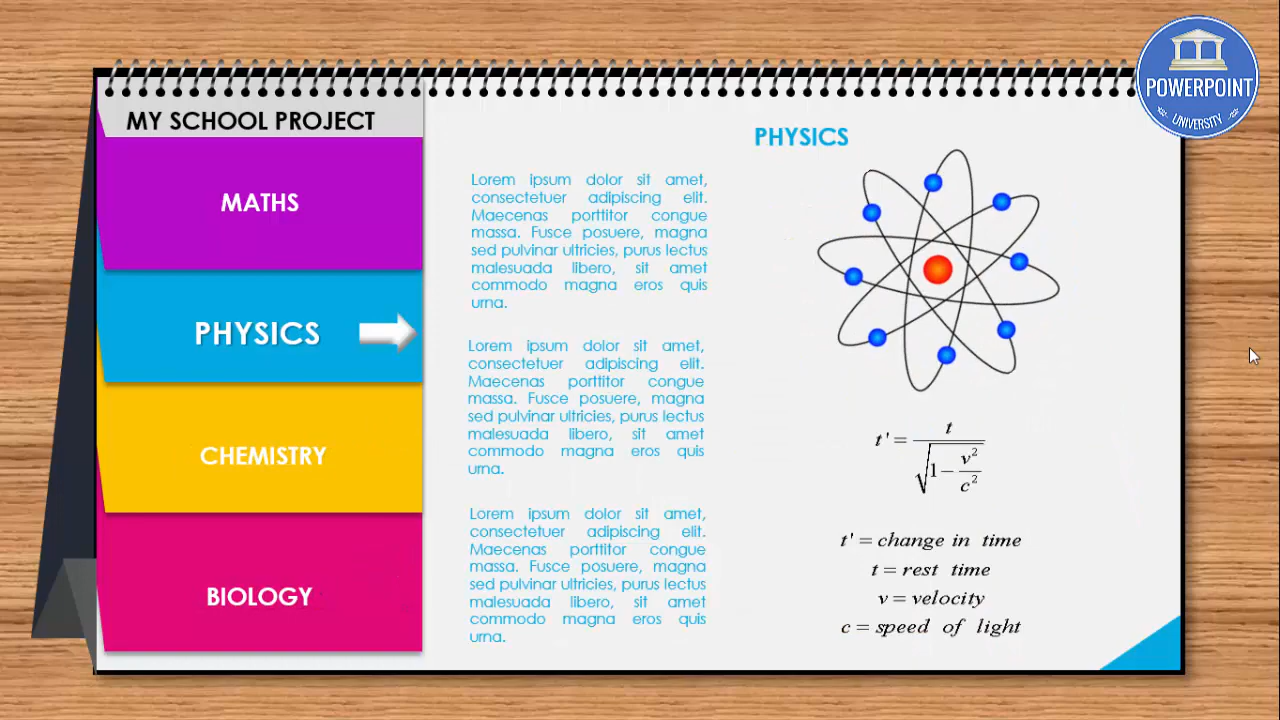 POWERPOINT
UNIVERSITY
MY SCHOOL PROJECT
MATHS
PHYSICS
CHEMISTRY
BIOLOGY
PHYSICS
Lorem ipsum dolor sit amet,
consectetuer adipiscing elit.
Maecenas porttitor congue
massa. Fusce posuere, magna
sed pulvinar ultricies, purus lectus
malesuada libero, sit amet
commodo magna eros quis
urna.
Lorem ipsum dolor sit amet,
consectetuer adipiscing elit.
Maecenas porttitor congue
massa. Fusce posuere, magna
sed pulvinar ultricies, purus lectus
malesuada libero, sit amet
commodo magna eros quis
urna.
Lorem ipsum dolor sit amet,
consectetuer adipiscing elit.
Maecenas porttitor congue
massa. Fusce posuere, magna
sed pulvinar ultricies, purus lectus
malesuada libero, sit amet
commodo magna eros quis
urna.
t' = t / √(1 − v²/c²)
t' = change in time
t = rest time
v = velocity
c = speed of light